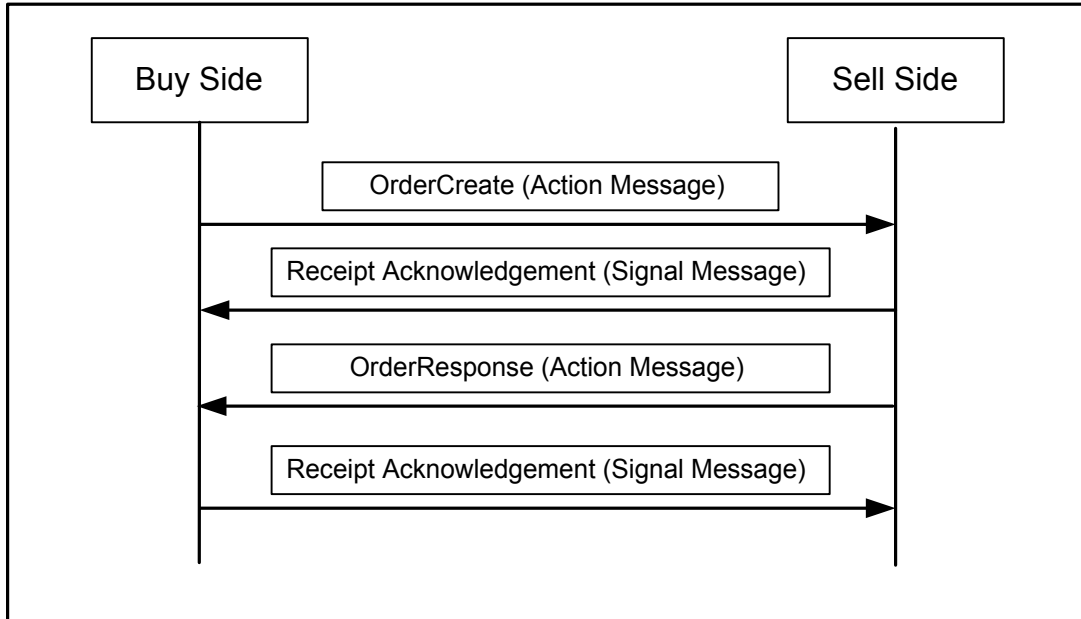 Buy Side
Sell Side
OrderCreate (Action Message)
Receipt Acknowledgement (Signal Message)
OrderResponse (Action Message)
Receipt Acknowledgement (Signal Message)